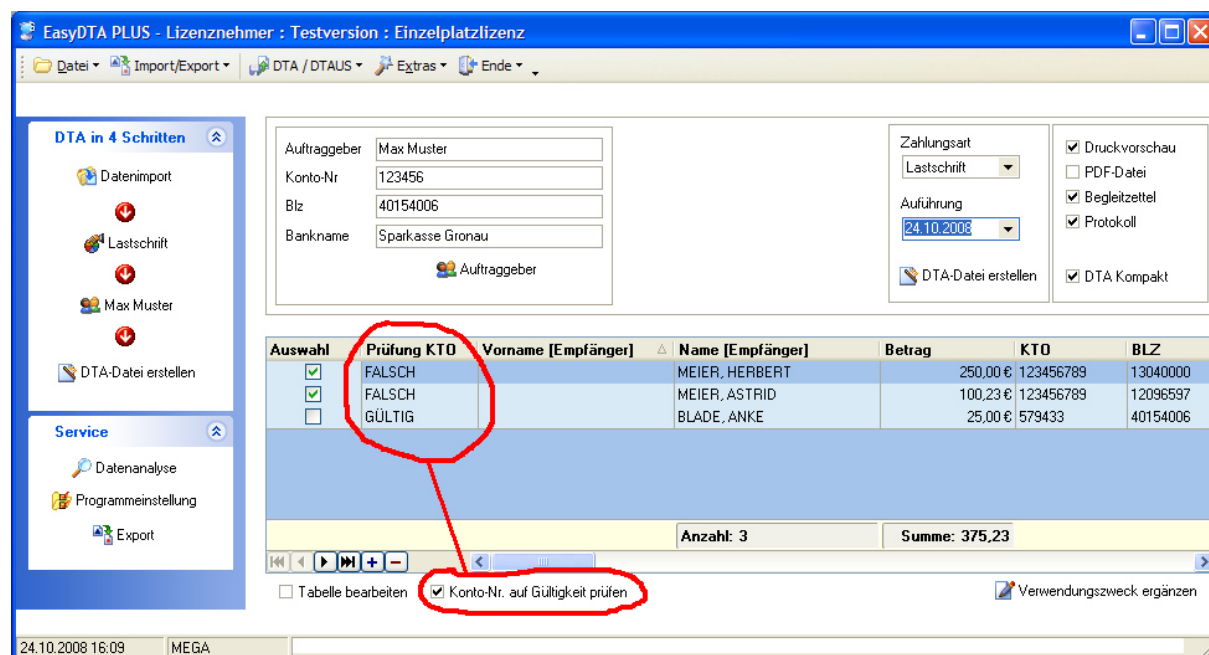 EasyDTA PLUS - Lizenznehmer : Testversion : Einzelplatzlizenz
Datei Import/Export DTA / DTAUS Extras Ende
DTA in 4 Schritten
Datenimport
Lastschrift
Max Muster
DTA-Datei erstellen
Service
Datenanalyse
Programmeinstellung
Export
Auftraggeber Max Muster
Konto-Nr 123456
Blz 40154006
Bankname Sparkasse Gronau
Auftraggeber
Zahlungsart
Lastschrift
Auführung
24.10.2008
DTA-Datei erstellen
Druckvorschau
PDF-Datei
Begleitzettel
Protokoll
DTA Kompakt
Auswahl Prüfung KTO Vorname [Empfänger] Name [Empfänger] Betrag KTO BLZ
FALSCH MEIER, HERBERT 250,00 € 123456789 13040000
FALSCH MEIER, ASTRID 100,23 € 123456789 12096597
GÜLTIG BLADE, ANKE 25,00 € 579433 40154006
Anzahl: 3 Summe: 375,23
Tabelle bearbeiten Konto-Nr. auf Gültigkeit prüfen Verwendungszweck ergänzen
24.10.2008 16:09 MEGA